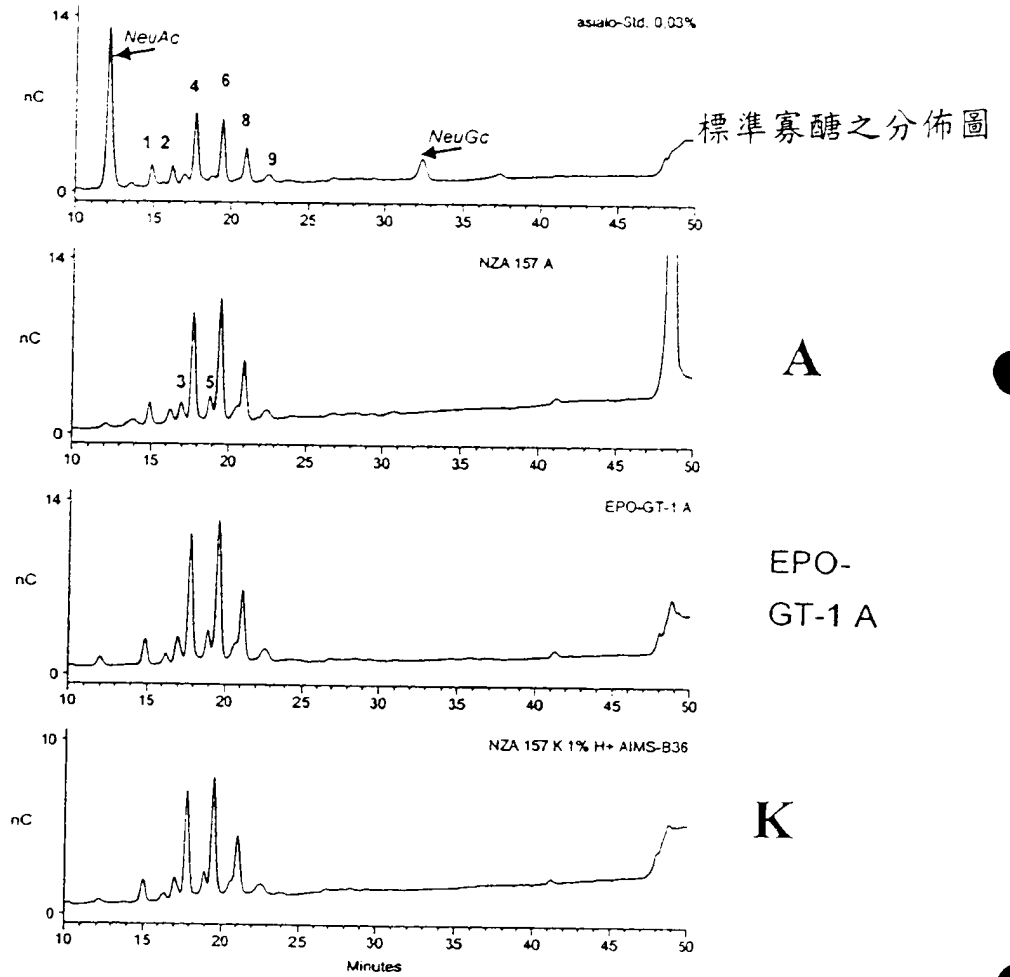 14
asialo-Std. 0.03%
NeuAc
nC
4
6
1 2
8
9
NeuGc
標準寡醣之分佈圖
0
10 15 20 25 30 35 40 45 50
14
NZA 157 A
nC
3
5
A
0
10 15 20 25 30 35 40 45 50
14
EPO-GT-1 A
nC
EPO-
GT-1 A
0
10 15 20 25 30 35 40 45 50
10
NZA 157 K 1% H+ AIMS-B36
nC
K
0
10 15 20 25 30 35 40 45 50
Minutes